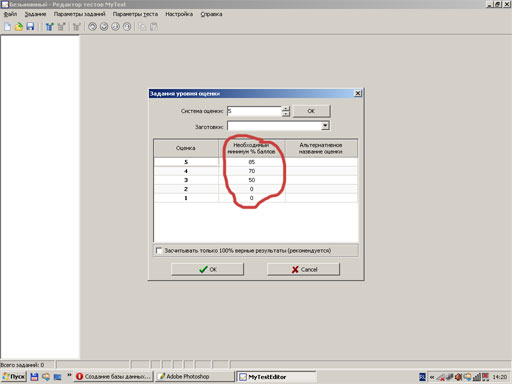 Безымянный - Редактор тестов MyTest
Файл Задание Параметры заданий Параметры теста Настройка Справка
Задания уровня оценки
Система оценки: 5 OK
Заготовки:
Оценка Необходимый минимум % баллов Альтернативное название оценки
5 85
4 70
3 50
2 0
1 0
Засчитывать только 100% верные результаты (рекомендуется)
OK Cancel
Всего заданий: 0
Пуск » Создание базы данных... Adobe Photoshop MyTestEditor « 14:20